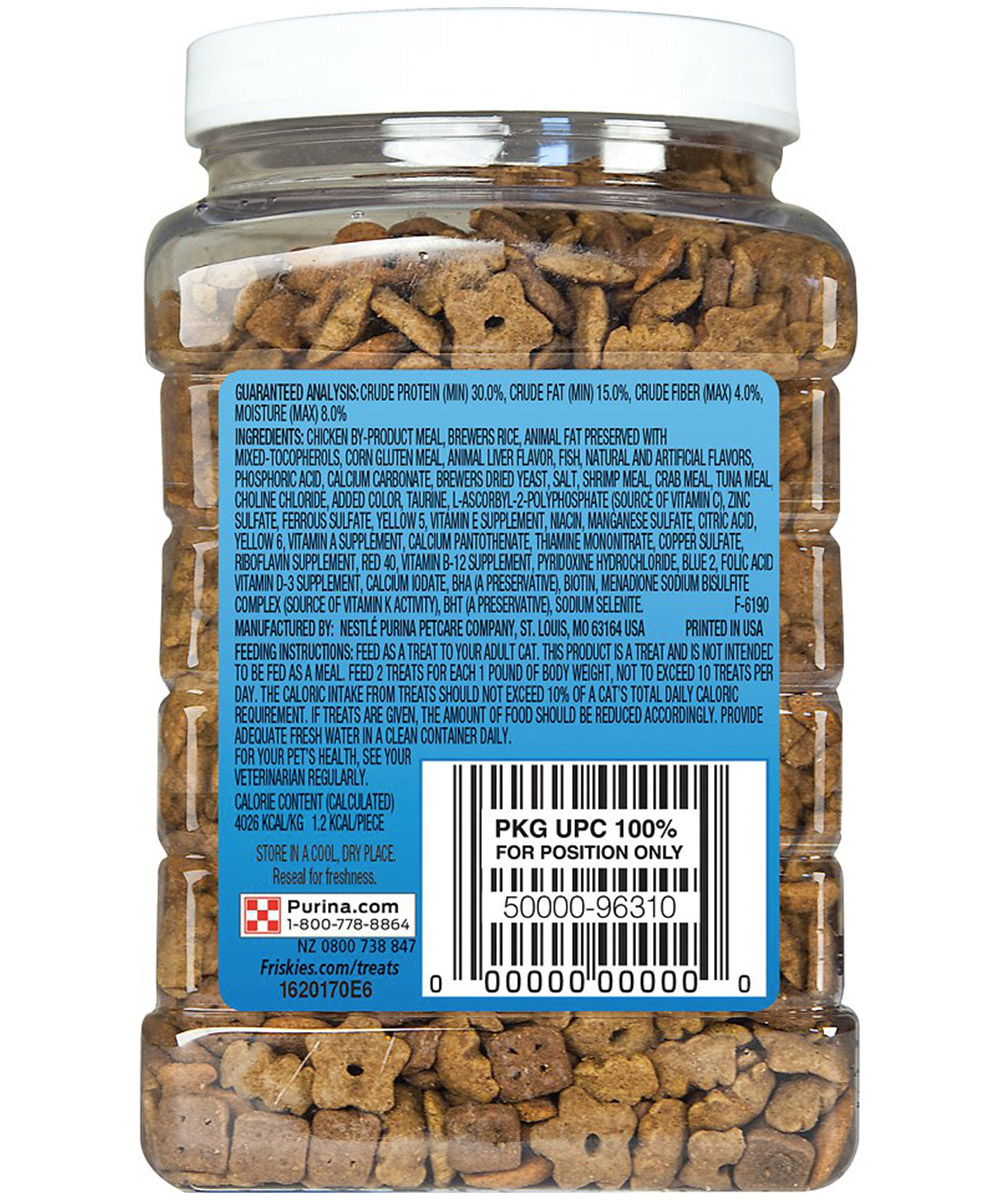 GUARANTEED ANALYSIS: CRUDE PROTEIN (MIN) 30.0%, CRUDE FAT (MIN) 15.0%, CRUDE FIBER (MAX) 4.0%,
MOISTURE (MAX) 8.0%
INGREDIENTS: CHICKEN BY-PRODUCT MEAL, BREWERS RICE, ANIMAL FAT PRESERVED WITH
MIXED-TOCOPHEROLS, CORN GLUTEN MEAL, ANIMAL LIVER FLAVOR, FISH, NATURAL AND ARTIFICIAL FLAVORS,
PHOSPHORIC ACID, CALCIUM CARBONATE, BREWERS DRIED YEAST, SALT, SHRIMP MEAL, CRAB MEAL, TUNA MEAL,
CHOLINE CHLORIDE, ADDED COLOR, TAURINE, L-ASCORBYL-2-POLYPHOSPHATE (SOURCE OF VITAMIN C), ZINC
SULFATE, FERROUS SULFATE, YELLOW 5, VITAMIN E SUPPLEMENT, NIACIN, MANGANESE SULFATE, CITRIC ACID,
YELLOW 6, VITAMIN A SUPPLEMENT, CALCIUM PANTOTHENATE, THIAMINE MONONITRATE, COPPER SULFATE,
RIBOFLAVIN SUPPLEMENT, RED 40, VITAMIN B-12 SUPPLEMENT, PYRIDOXINE HYDROCHLORIDE, BLUE 2, FOLIC ACID
VITAMIN D-3 SUPPLEMENT, CALCIUM IODATE, BHA (A PRESERVATIVE), BIOTIN, MENADIONE SODIUM BISULFITE
COMPLEX (SOURCE OF VITAMIN K ACTIVITY), BHT (A PRESERVATIVE), SODIUM SELENITE. F-6190
MANUFACTURED BY: NESTLÉ PURINA PETCARE COMPANY, ST. LOUIS, MO 63164 USA PRINTED IN USA
FEEDING INSTRUCTIONS: FEED AS A TREAT TO YOUR ADULT CAT. THIS PRODUCT IS A TREAT AND IS NOT INTENDED
TO BE FED AS A MEAL. FEED 2 TREATS FOR EACH 1 POUND OF BODY WEIGHT, NOT TO EXCEED 10 TREATS PER
DAY. THE CALORIC INTAKE FROM TREATS SHOULD NOT EXCEED 10% OF A CAT'S TOTAL DAILY CALORIC
REQUIREMENT. IF TREATS ARE GIVEN, THE AMOUNT OF FOOD SHOULD BE REDUCED ACCORDINGLY. PROVIDE
ADEQUATE FRESH WATER IN A CLEAN CONTAINER DAILY.
FOR YOUR PET'S HEALTH, SEE YOUR
VETERINARIAN REGULARLY.
CALORIE CONTENT (CALCULATED)
4026 KCAL/KG 1.2 KCAL/PIECE
STORE IN A COOL, DRY PLACE.
Reseal for freshness.
Purina.com
1-800-778-8864
NZ 0800 738 847
Friskies.com/treats
1620170E6
PKG UPC 100%
FOR POSITION ONLY
50000-96310
0 00000 00000 0